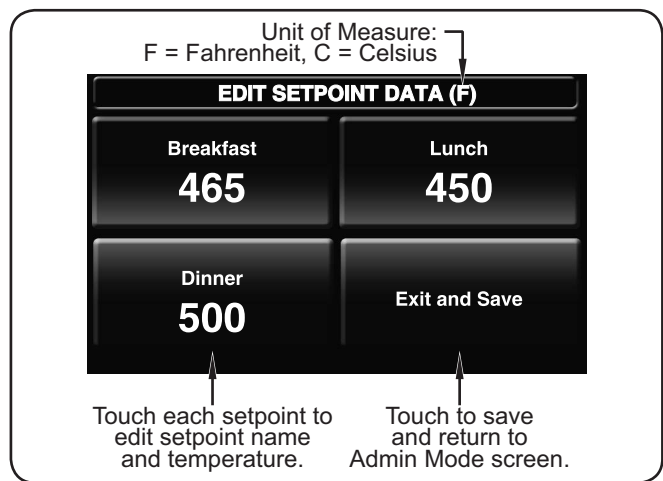 Unit of Measure:
F = Fahrenheit, C = Celsius
EDIT SETPOINT DATA (F)
Breakfast
465
Lunch
450
Dinner
500
Exit and Save
Touch each setpoint to
edit setpoint name
and temperature.
Touch to save
and return to
Admin Mode screen.